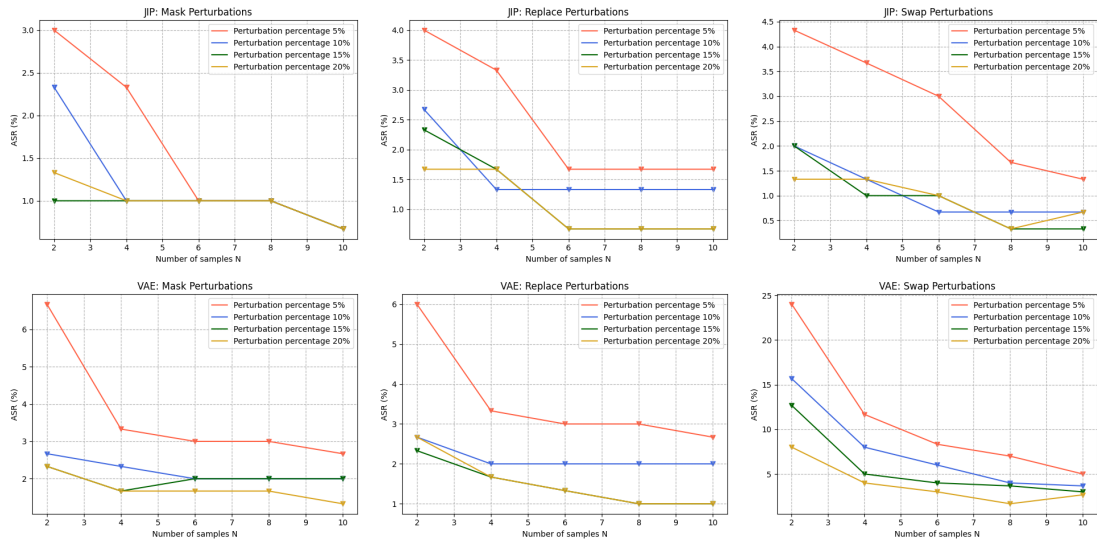 JIP: Mask Perturbations
Perturbation percentage 5%
Perturbation percentage 10%
Perturbation percentage 15%
Perturbation percentage 20%
ASR (%)
3.0
2.5
2.0
1.5
1.0
2 3 4 5 6 7 8 9 10
Number of samples N
JIP: Replace Perturbations
Perturbation percentage 5%
Perturbation percentage 10%
Perturbation percentage 15%
Perturbation percentage 20%
ASR (%)
4.0
3.5
3.0
2.5
2.0
1.5
1.0
2 3 4 5 6 7 8 9 10
Number of samples N
JIP: Swap Perturbations
Perturbation percentage 5%
Perturbation percentage 10%
Perturbation percentage 15%
Perturbation percentage 20%
ASR (%)
4.5
4.0
3.5
3.0
2.5
2.0
1.5
1.0
0.5
2 3 4 5 6 7 8 9 10
Number of samples N
VAE: Mask Perturbations
Perturbation percentage 5%
Perturbation percentage 10%
Perturbation percentage 15%
Perturbation percentage 20%
ASR (%)
6
5
4
3
2
2 3 4 5 6 7 8 9 10
Number of samples N
VAE: Replace Perturbations
Perturbation percentage 5%
Perturbation percentage 10%
Perturbation percentage 15%
Perturbation percentage 20%
ASR (%)
6
5
4
3
2
1
2 3 4 5 6 7 8 9 10
Number of samples N
VAE: Swap Perturbations
Perturbation percentage 5%
Perturbation percentage 10%
Perturbation percentage 15%
Perturbation percentage 20%
ASR (%)
25
20
15
10
5
2 3 4 5 6 7 8 9 10
Number of samples N